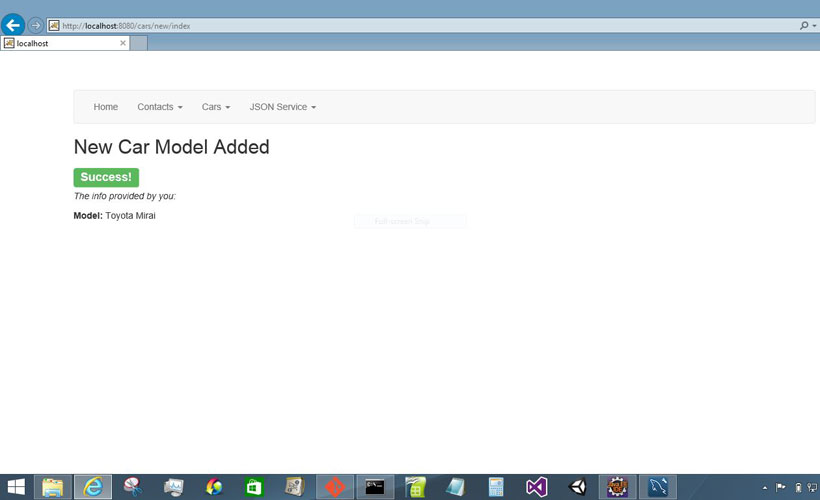 http://localhost:8080/cars/new/index
localhost
Home Contacts Cars JSON Service
New Car Model Added
Success!
The info provided by you:
Model: Toyota Mirai
Full-screen Snip